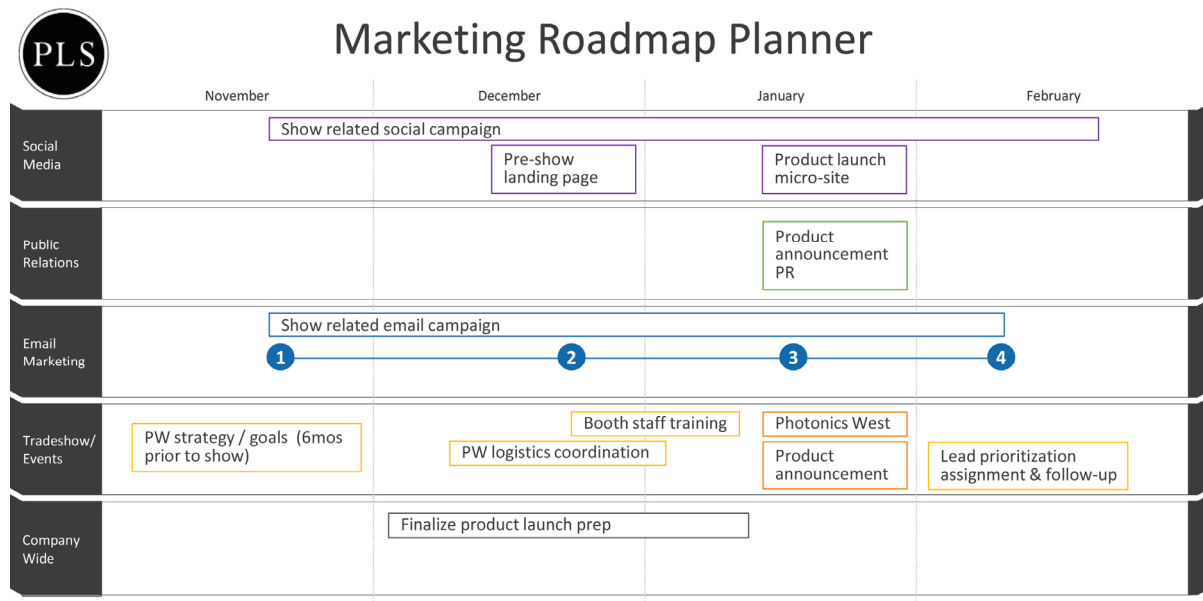 PLS
Marketing Roadmap Planner
November
December
January
February
Social
Media
Show related social campaign
Pre-show
landing page
Product launch
micro-site
Public
Relations
Product
announcement
PR
Email
Marketing
Show related email campaign
1
2
3
4
Tradeshow/
Events
PW strategy / goals  (6mos
prior to show)
Booth staff training
PW logistics coordination
Photonics West
Product
announcement
Lead prioritization
assignment & follow-up
Company
Wide
Finalize product launch prep